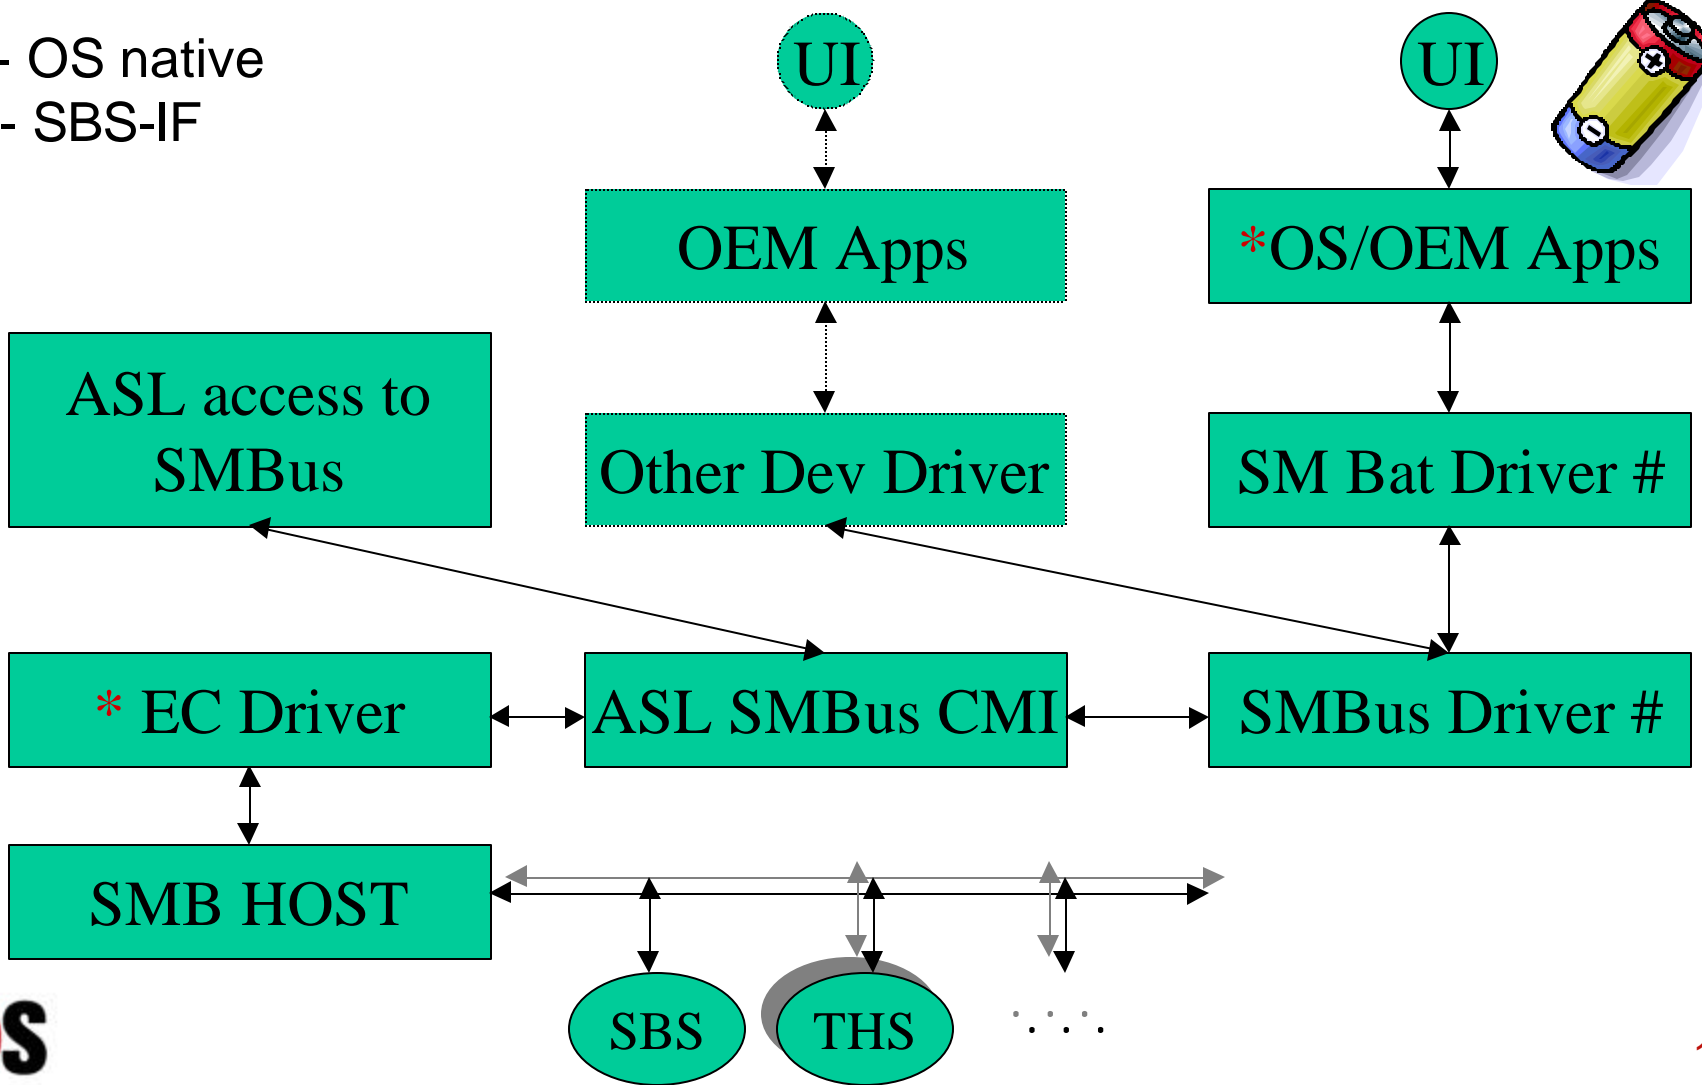 - OS native
- SBS-IF
UI
UI
OEM Apps
*OS/OEM Apps
ASL access to
SMBus
Other Dev Driver
SM Bat Driver #
* EC Driver
ASL SMBus CMI
SMBus Driver #
SMB HOST
SBS
THS
. . .
S